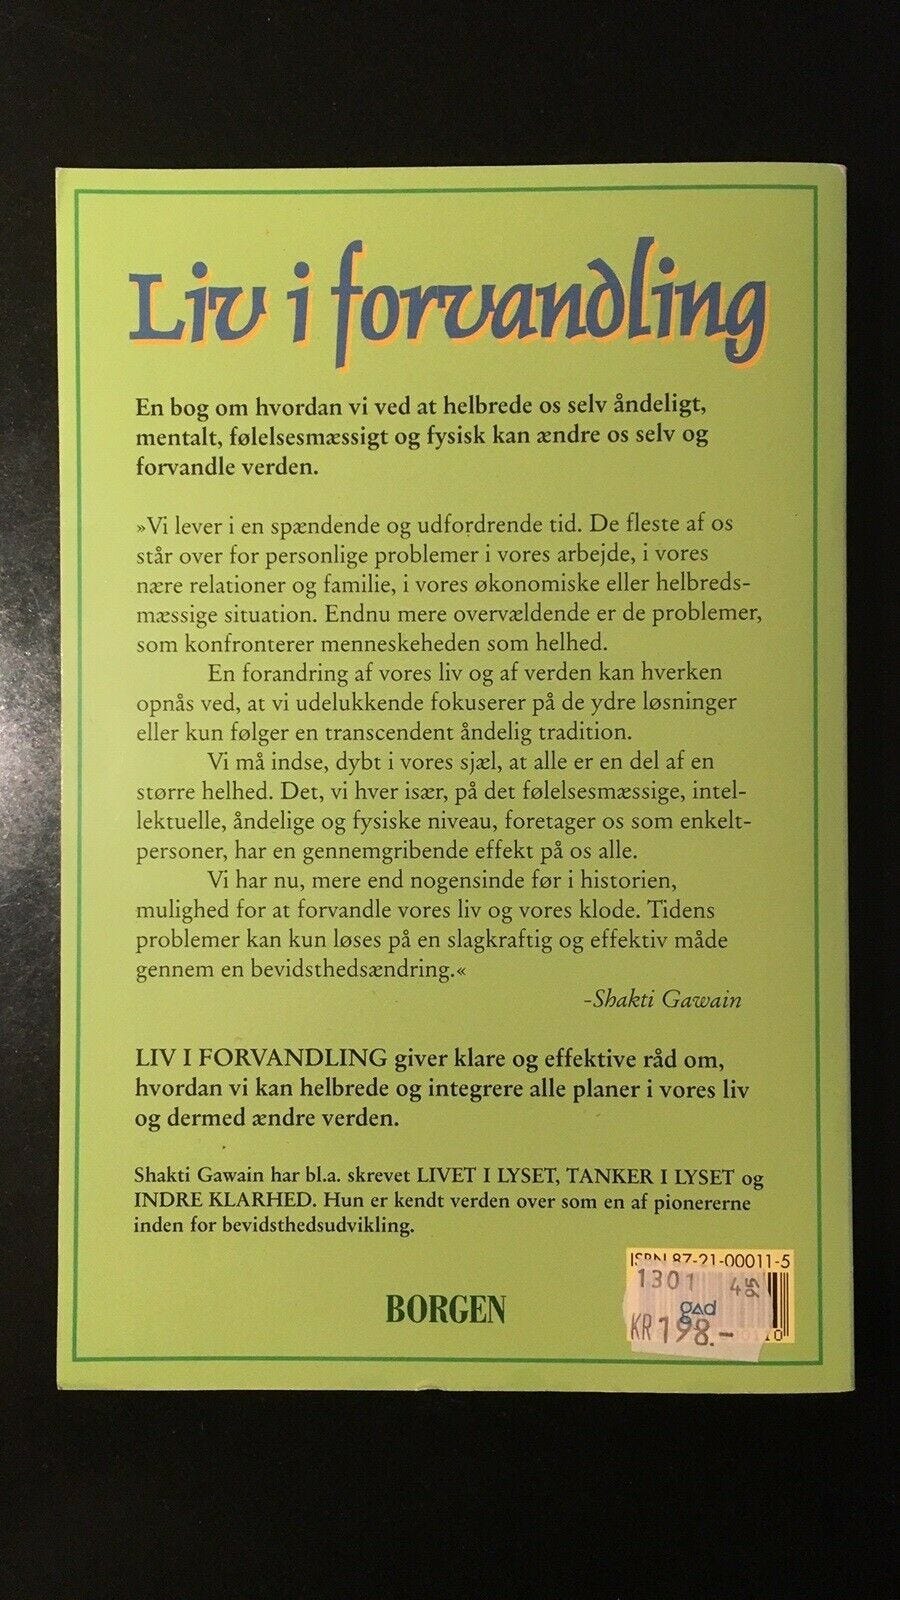 Liv i forvandling
En bog om hvordan vi ved at helbrede os selv åndeligt,
mentalt, følelsesmæssigt og fysisk kan ændre os selv og
forvandle verden.
»Vi lever i en spændende og udfordrende tid. De fleste af os
står over for personlige problemer i vores arbejde, i vores
nære relationer og familie, i vores økonomiske eller helbreds-
mæssige situation. Endnu mere overvældende er de problemer,
som konfronterer menneskeheden som helhed.
En forandring af vores liv og af verden kan hverken
opnås ved, at vi udelukkende fokuserer på de ydre løsninger
eller kun følger en transcendent åndelig tradition.
Vi må indse, dybt i vores sjæl, at alle er en del af en
større helhed. Det, vi hver især, på det følelsesmæssige, intel-
lektuelle, åndelige og fysiske niveau, foretager os som enkelt-
personer, har en gennemgribende effekt på os alle.
Vi har nu, mere end nogensinde før i historien,
mulighed for at forvandle vores liv og vores klode. Tidens
problemer kan kun løses på en slagkraftig og effektiv måde
gennem en bevidsthedsændring.«
-Shakti Gawain
LIV I FORVANDLING giver klare og effektive råd om,
hvordan vi kan helbrede og integrere alle planer i vores liv
og dermed ændre verden.
Shakti Gawain har bl.a. skrevet LIVET I LYSET, TANKER I LYSET og
INDRE KLARHED. Hun er kendt verden over som en af pionererne
inden for bevidsthedsudvikling.
ISBN 87-21-00011-5
1301
gad
KR 198.-
BORGEN